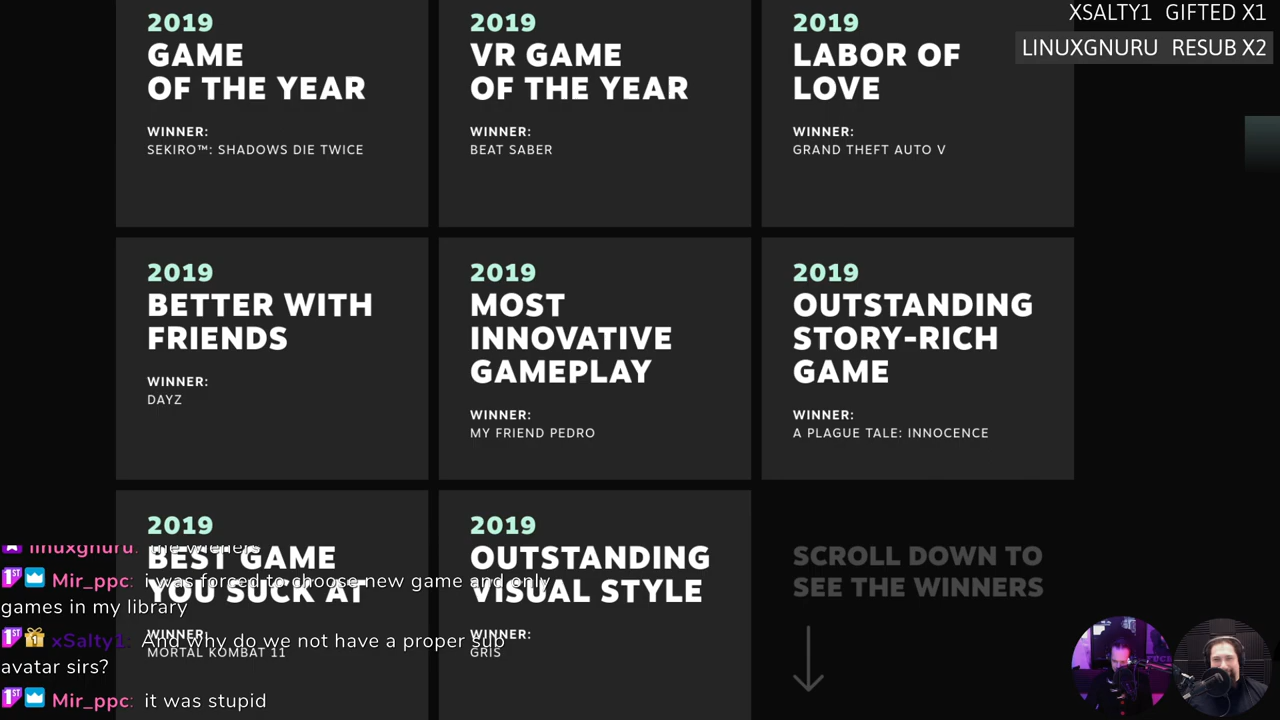 XSALTY1 GIFTED X1
LINUXGNURU RESUB X2
2019
GAME
OF THE YEAR
WINNER:
SEKIRO™: SHADOWS DIE TWICE
2019
VR GAME
OF THE YEAR
WINNER:
BEAT SABER
2019
LABOR OF
LOVE
WINNER:
GRAND THEFT AUTO V
2019
BETTER WITH
FRIENDS
WINNER:
DAYZ
2019
MOST
INNOVATIVE
GAMEPLAY
WINNER:
MY FRIEND PEDRO
2019
OUTSTANDING
STORY-RICH
GAME
WINNER:
A PLAGUE TALE: INNOCENCE
2019
BEST GAME
YOU SUCK AT
WINNER:
MORTAL KOMBAT 11
2019
OUTSTANDING
VISUAL STYLE
WINNER:
GRIS
SCROLL DOWN TO
SEE THE WINNERS
linuxgnuru: the wieners
1ST Mir_ppc: i was forced to choose new game and only
games in my library
1ST xSalty1: And why do we not have a proper sub
avatar sirs?
1ST Mir_ppc: it was stupid